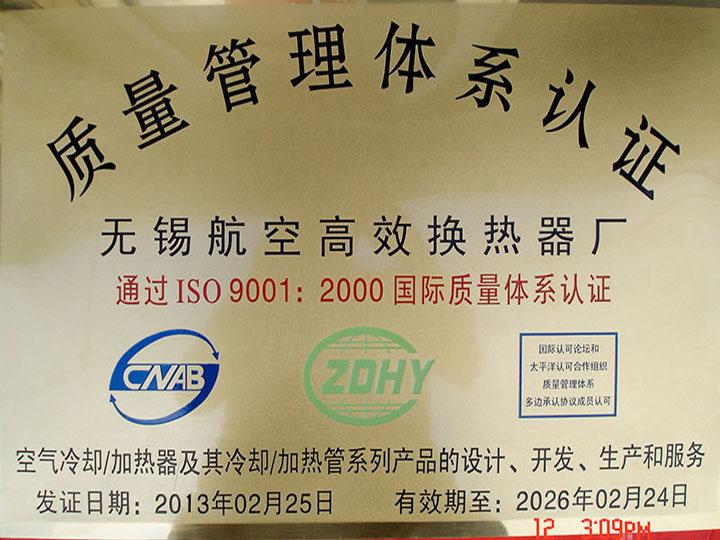 质量管理体系认证
无锡航空高效换热器厂
通过 ISO 9001：2000 国际质量体系认证
CNAB
ZDHY
国际认可论坛和
太平洋认可合作组织
质量管理体系
多边承认协议成员认可
空气冷却/加热器及其冷却/加热管系列产品的设计、开发、生产和服务
发证日期：2013年02月25日 有效期至：2026年02月24日
12 3:09PM